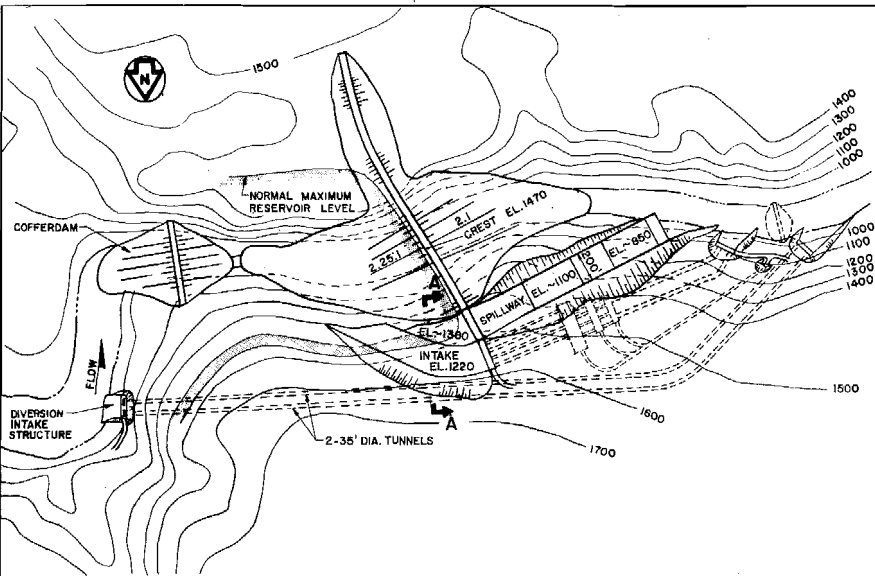 1500
N
1400
1300
1200
1100
1000
NORMAL MAXIMUM
RESERVOIR LEVEL
COFFERDAM
2.1
CREST EL.1470
2.25:1
A
1000
1100
1200
1300
1400
SPILLWAY
EL.~1100
200'
EL.~850
EL.~1380
INTAKE
EL.1220
FLOW
DIVERSION
INTAKE
STRUCTURE
A
2-35' DIA. TUNNELS
1500
1600
1700